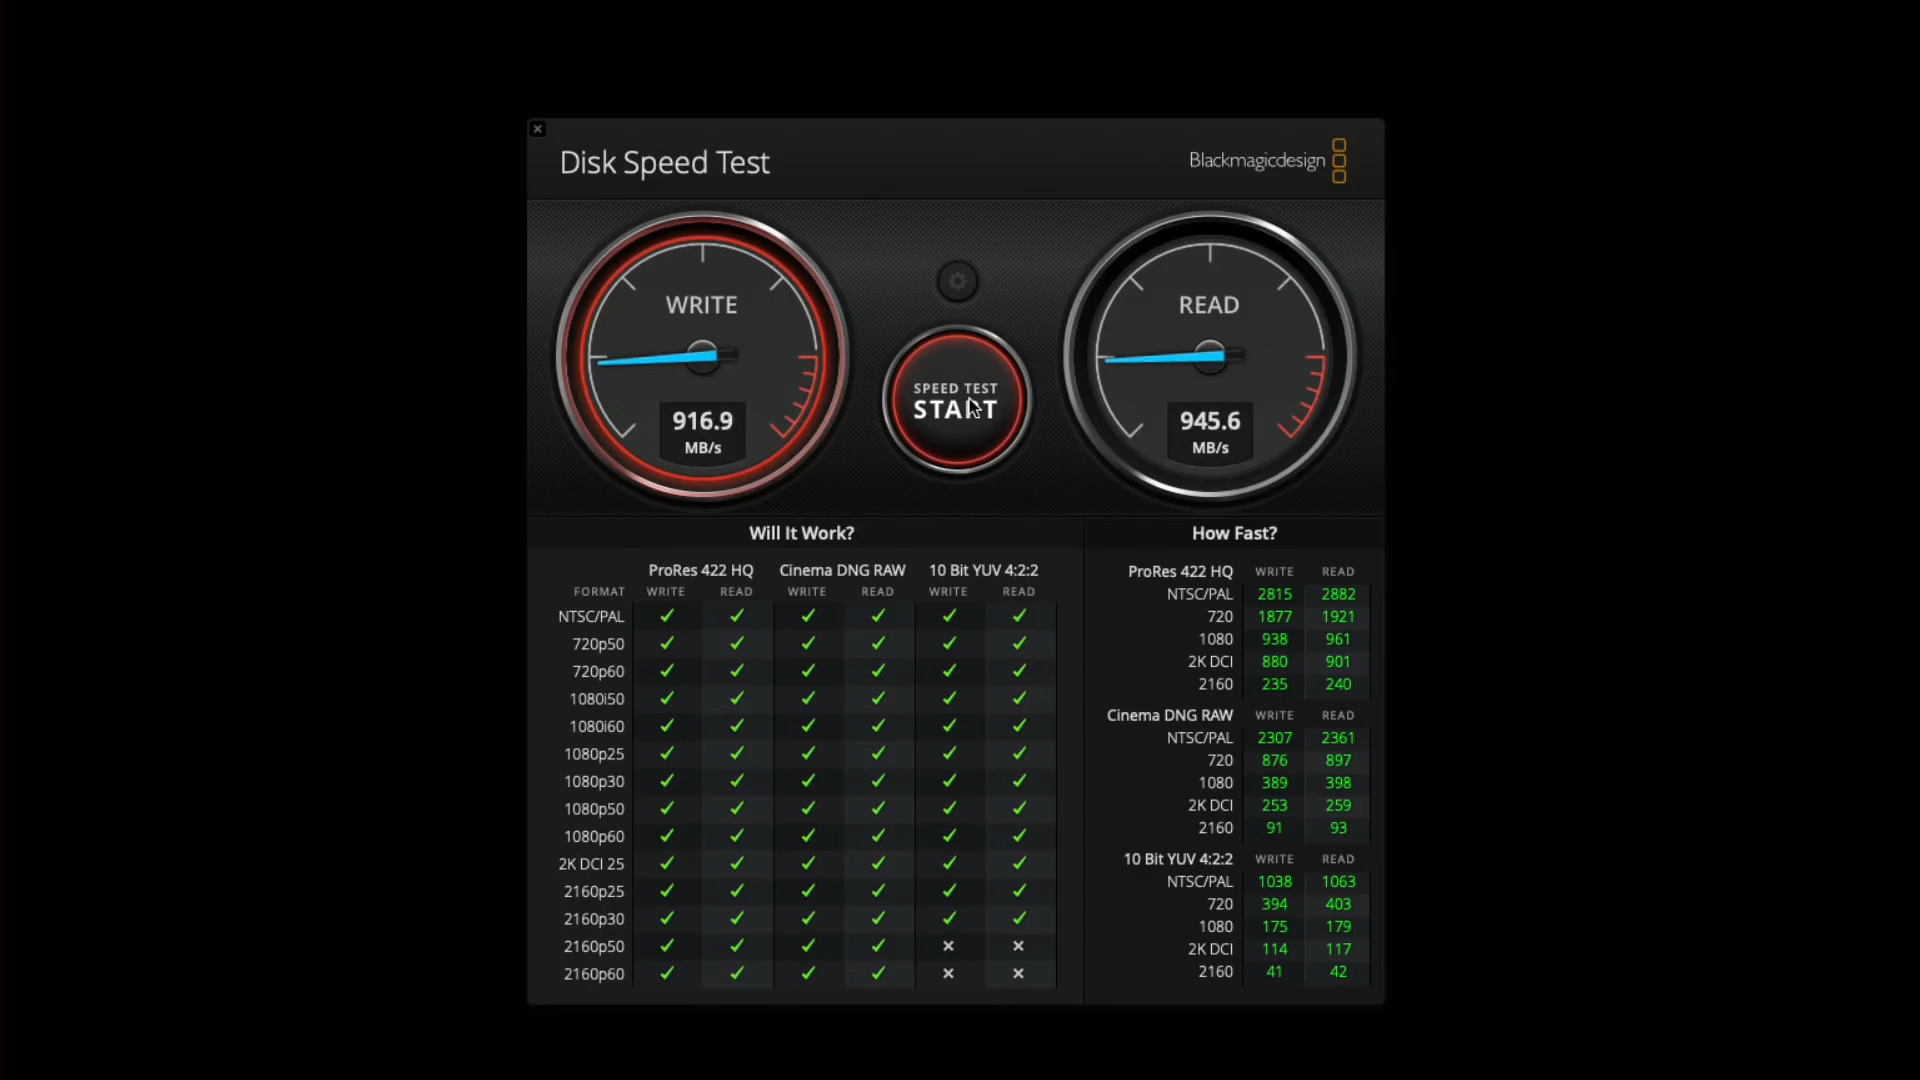 Disk Speed Test
Blackmagicdesign
WRITE
916.9
MB/s
SPEED TEST
START
READ
945.6
MB/s
Will It Work?
ProRes 422 HQ Cinema DNG RAW 10 Bit YUV 4:2:2
FORMAT WRITE READ WRITE READ WRITE READ
NTSC/PAL ✓ ✓ ✓ ✓ ✓ ✓
720p50 ✓ ✓ ✓ ✓ ✓ ✓
720p60 ✓ ✓ ✓ ✓ ✓ ✓
1080i50 ✓ ✓ ✓ ✓ ✓ ✓
1080i60 ✓ ✓ ✓ ✓ ✓ ✓
1080p25 ✓ ✓ ✓ ✓ ✓ ✓
1080p30 ✓ ✓ ✓ ✓ ✓ ✓
1080p50 ✓ ✓ ✓ ✓ ✓ ✓
1080p60 ✓ ✓ ✓ ✓ ✓ ✓
2K DCI 25 ✓ ✓ ✓ ✓ ✓ ✓
2160p25 ✓ ✓ ✓ ✓ ✓ ✓
2160p30 ✓ ✓ ✓ ✓ ✓ ✓
2160p50 ✓ ✓ ✓ ✓ × ×
2160p60 ✓ ✓ ✓ ✓ × ×
How Fast?
ProRes 422 HQ WRITE READ
NTSC/PAL 2815 2882
720 1877 1921
1080 938 961
2K DCI 880 901
2160 235 240
Cinema DNG RAW WRITE READ
NTSC/PAL 2307 2361
720 876 897
1080 389 398
2K DCI 253 259
2160 91 93
10 Bit YUV 4:2:2 WRITE READ
NTSC/PAL 1038 1063
720 394 403
1080 175 179
2K DCI 114 117
2160 41 42